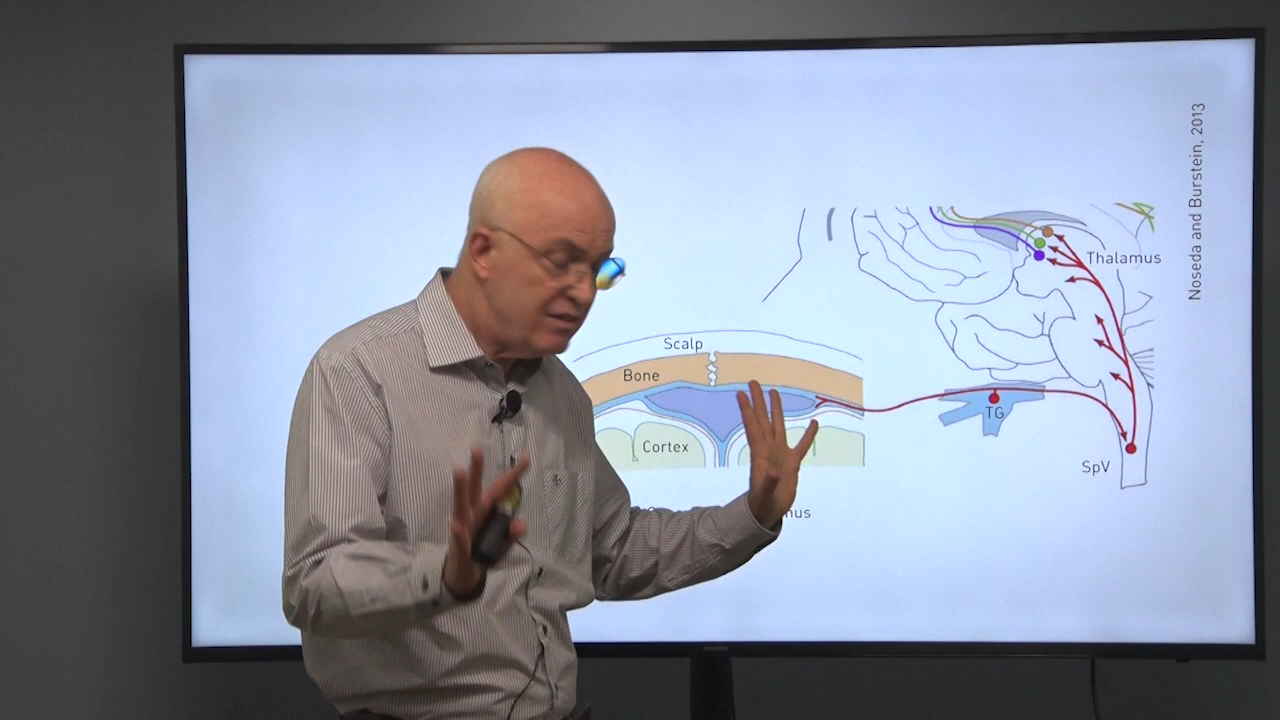 Noseda and Burstein, 2013
Thalamus
Scalp
Bone
TG
Cortex
SpV